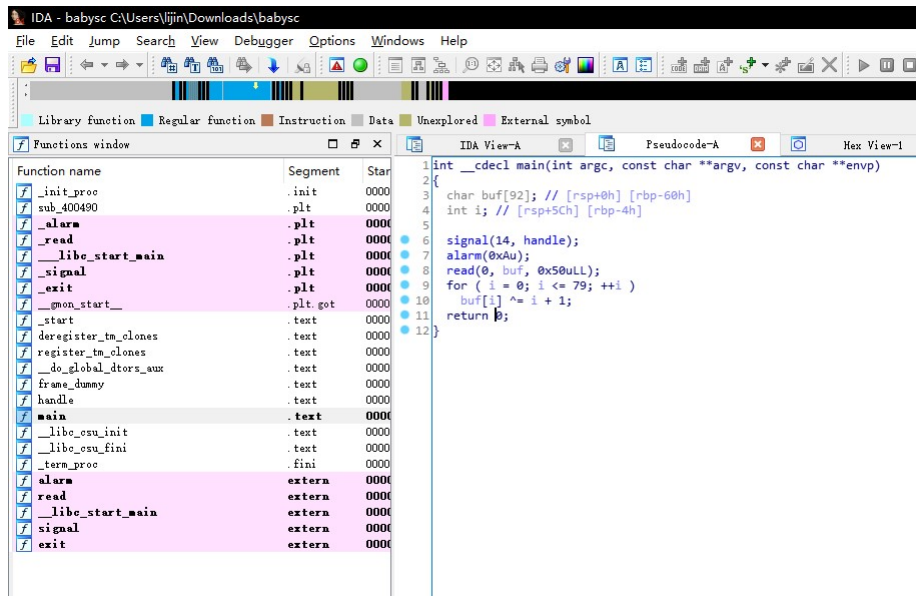 IDA - babysc C:\Users\lijin\Downloads\babysc
File Edit Jump Search View Debugger Options Windows Help
Library function Regular function Instruction Data Unexplored External symbol
Functions window
IDA View-A Pseudocode-A Hex View-1
Function name Segment Star
_init_proc .init 0000
sub_400490 .plt 0000
_alarm .plt 0000
_read .plt 0000
___libc_start_main .plt 0000
_signal .plt 0000
_exit .plt 0000
__gmon_start__ .plt.got 0000
_start .text 0000
deregister_tm_clones .text 0000
register_tm_clones .text 0000
__do_global_dtors_aux .text 0000
frame_dummy .text 0000
handle .text 0000
main .text 0000
__libc_csu_init .text 0000
__libc_csu_fini .text 0000
_term_proc .fini 0000
alarm extern 0000
read extern 0000
__libc_start_main extern 0000
signal extern 0000
exit extern 0000
1 int __cdecl main(int argc, const char **argv, const char **envp)
2 {
3 char buf[92]; // [rsp+0h] [rbp-60h]
4 int i; // [rsp+5Ch] [rbp-4h]
5
6 signal(14, handle);
7 alarm(0xAu);
8 read(0, buf, 0x50uLL);
9 for ( i = 0; i <= 79; ++i )
10 buf[i] ^= i + 1;
11 return 0;
12 }